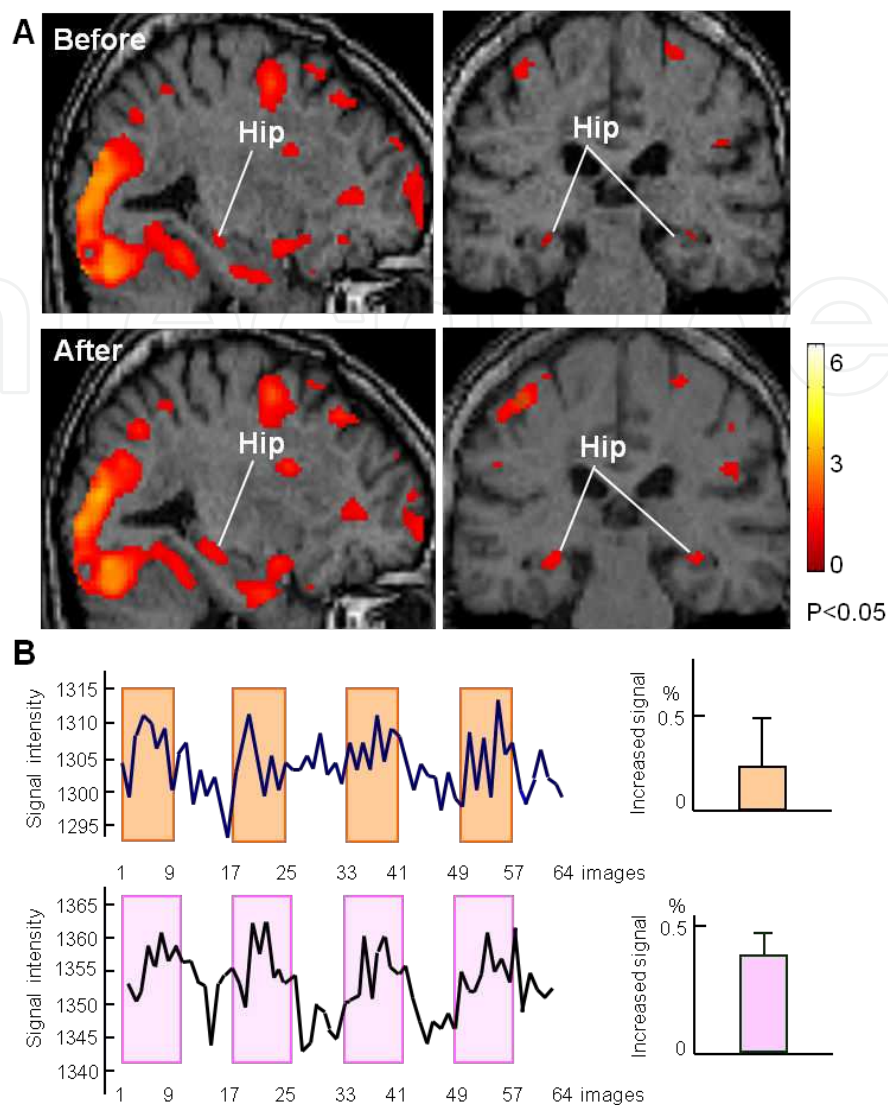 A
Before
Hip
Hip
After
Hip
Hip
6
3
0
P<0.05
B
Signal intensity
1315
1310
1305
1300
1295
1 9 17 25 33 41 49 57 64 images
Increased signal
%
0.5
0
Signal intensity
1365
1360
1355
1350
1345
1340
1 9 17 25 33 41 49 57 64 images
Increased signal
%
0.5
0